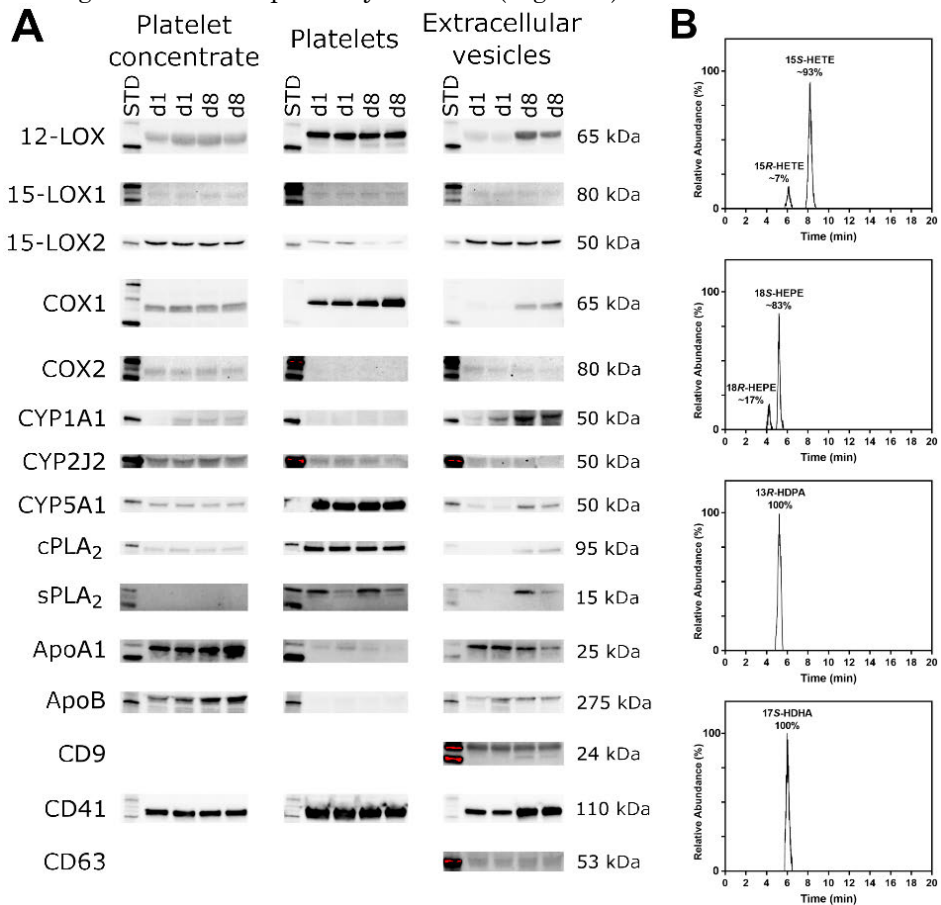 A
Platelet concentrate
Platelets
Extracellular vesicles
STD d1 d1 d8 d8
STD d1 d1 d8 d8
STD d1 d1 d8 d8
12-LOX 65 kDa
15-LOX1 80 kDa
15-LOX2 50 kDa
COX1 65 kDa
COX2 80 kDa
CYP1A1 50 kDa
CYP2J2 50 kDa
CYP5A1 50 kDa
cPLA2 95 kDa
sPLA2 15 kDa
ApoA1 25 kDa
ApoB 275 kDa
CD9 24 kDa
CD41 110 kDa
CD63 53 kDa
B
15S-HETE
~93%
100
15R-HETE
~7%
Relative Abundance (%)
0
0 2 4 6 8 10 12 14 16 18 20
Time (min)
18S-HEPE
~83%
100
18R-HEPE
~17%
Relative Abundance (%)
0
0 2 4 6 8 10 12 14 16 18 20
Time (min)
13R-HDPA
100%
100
Relative Abundance (%)
0
0 2 4 6 8 10 12 14 16 18 20
Time (min)
17S-HDHA
100%
100
Relative Abundance (%)
0
0 2 4 6 8 10 12 14 16 18 20
Time (min)